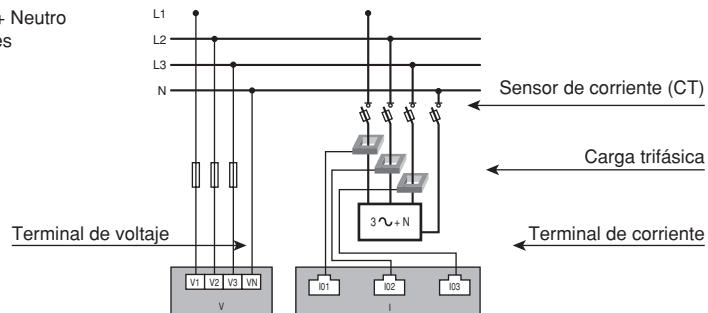 + Neutro
es
L1
L2
L3
N
Sensor de corriente (CT)
Carga trifásica
Terminal de voltaje
Terminal de corriente
3 ∿ + N
V1 V2 V3 VN
I01 I02 I03
V
I